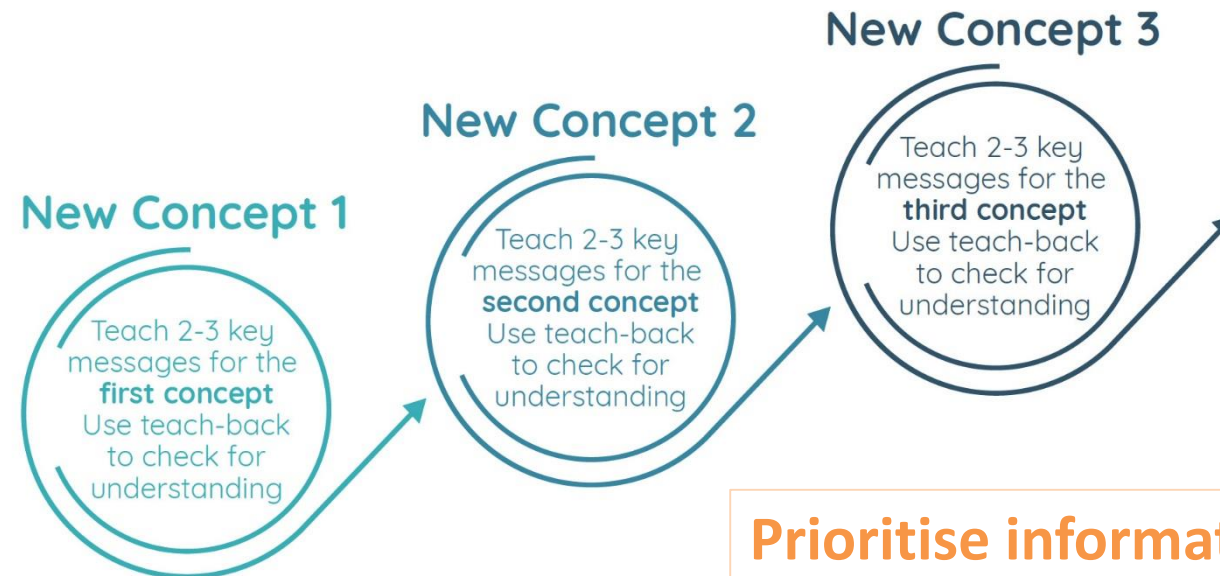 New Concept 1
Teach 2-3 key
messages for the
first concept
Use teach-back
to check for
understanding
New Concept 2
Teach 2-3 key
messages for the
second concept
Use teach-back
to check for
understanding
New Concept 3
Teach 2-3 key
messages for the
third concept
Use teach-back
to check for
understanding
Prioritise